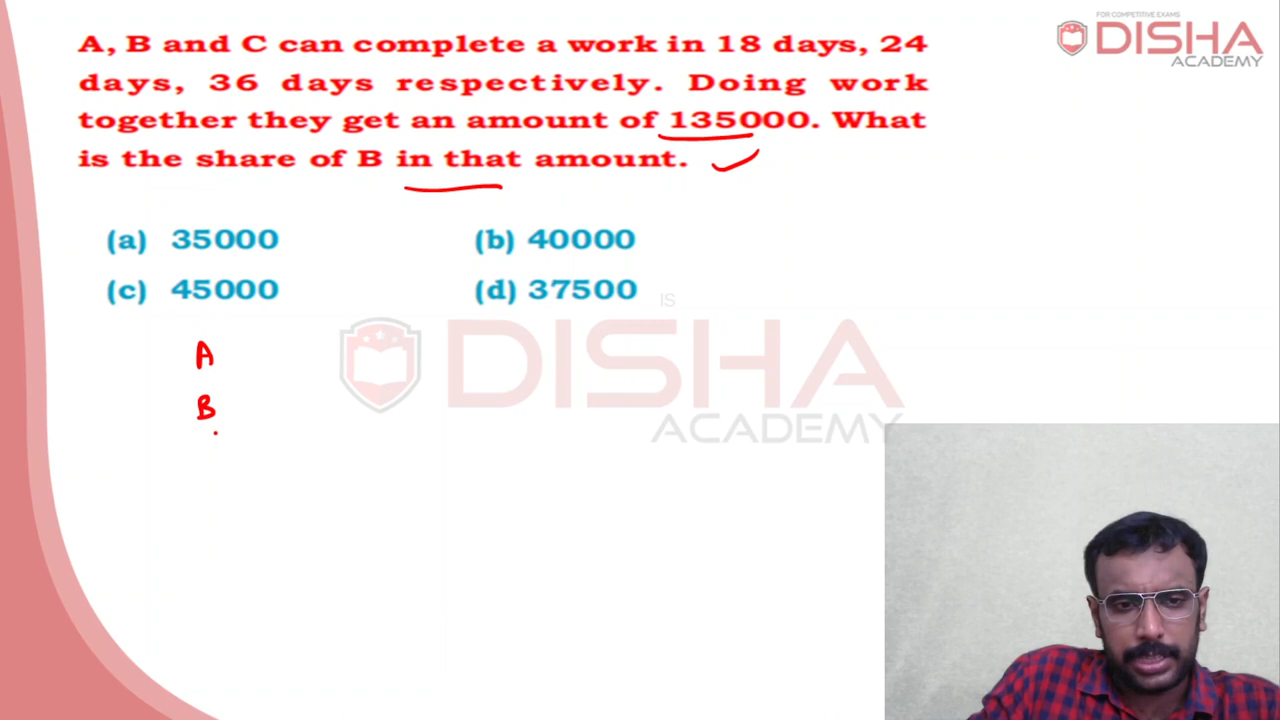 FOR COMPETITIVE EXAMS
DISHA
ACADEMY
A, B and C can complete a work in 18 days, 24
days, 36 days respectively. Doing work
together they get an amount of 135000. What
is the share of B in that amount.
(a) 35000 (b) 40000
(c) 45000 (d) 37500
IS
DISHA
ACADEMY
A
B